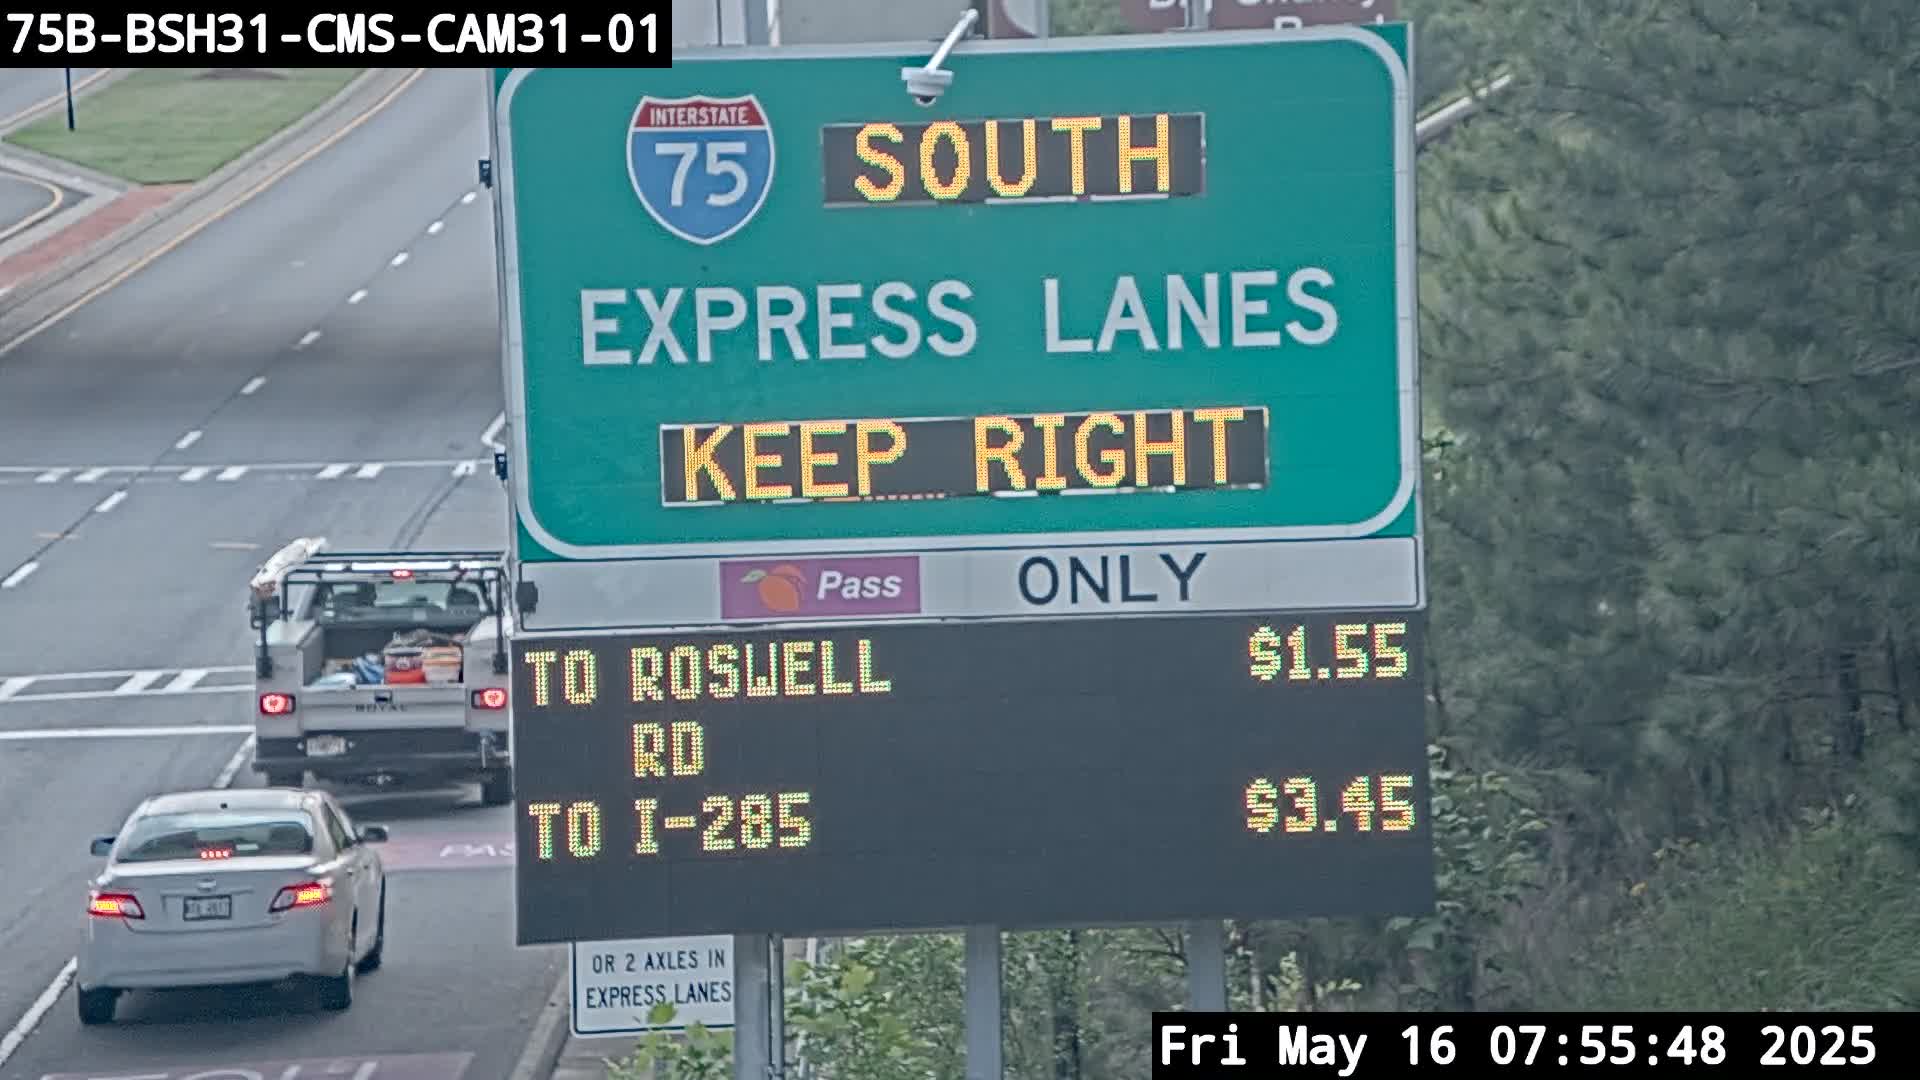 75B-BSH31-CMS-CAM31-01
INTERSTATE
75
SOUTH
EXPRESS LANES
KEEP RIGHT
Pass ONLY
TO ROSWELL $1.55
RD
TO I-285 $3.45
ROYAL
OR 2 AXLES IN
EXPRESS LANES
Fri May 16 07:55:48 2025